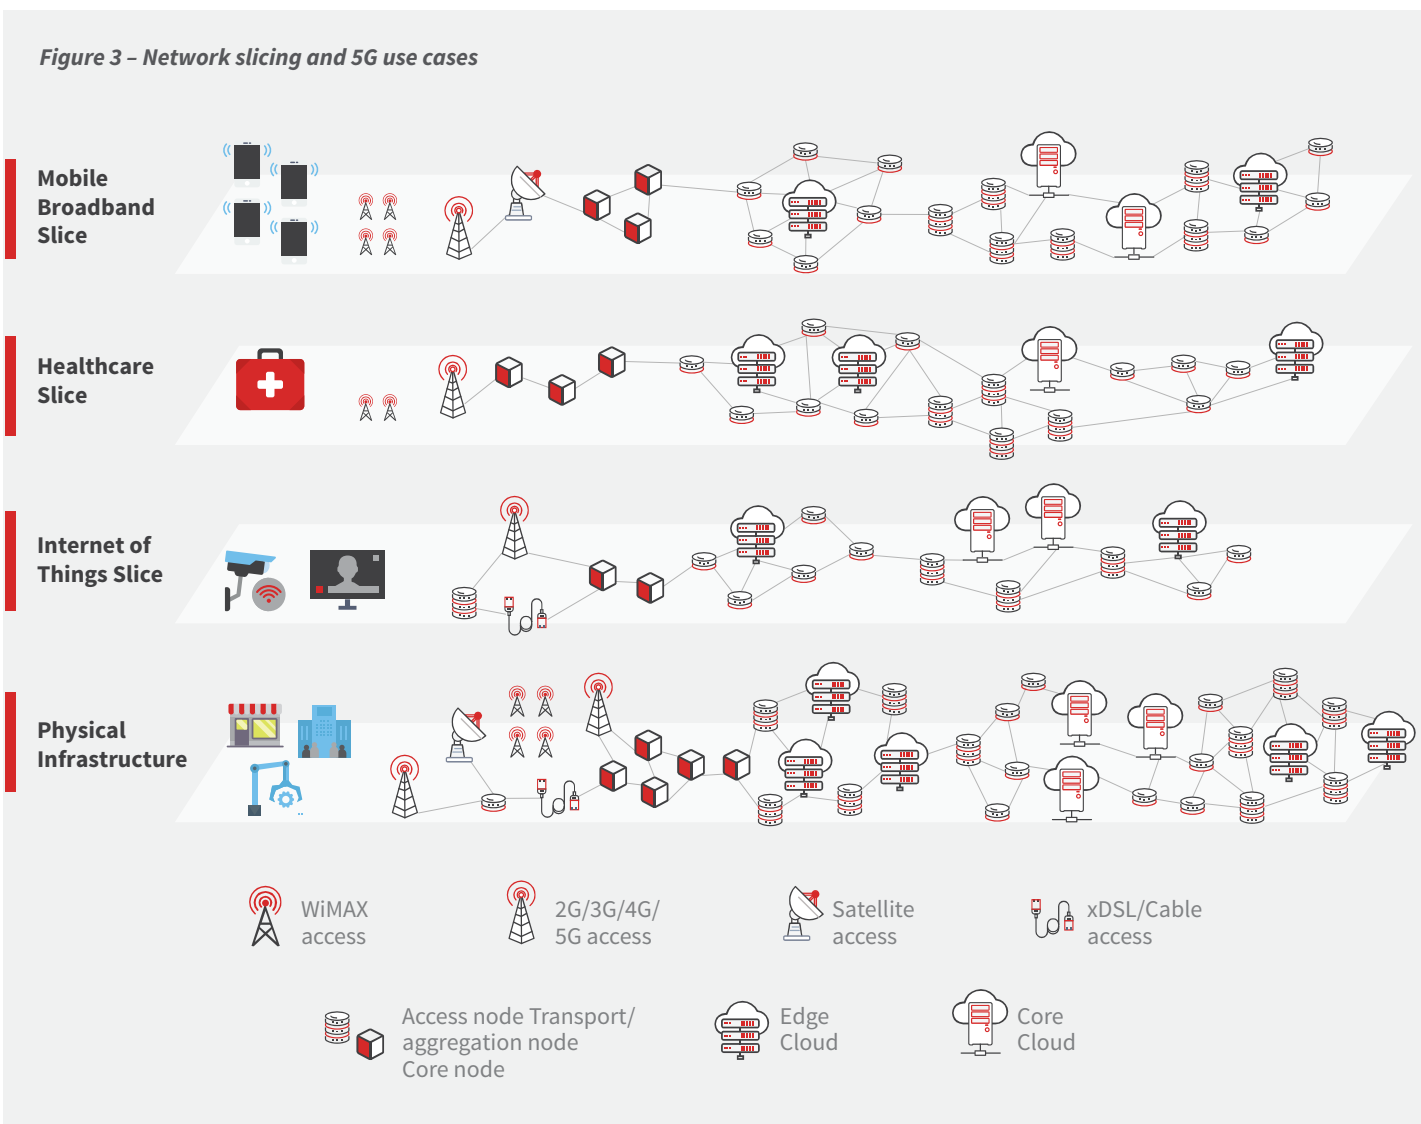 Figure 3 – Network slicing and 5G use cases
Mobile
Broadband
Slice
Healthcare
Slice
Internet of
Things Slice
Physical
Infrastructure
WiMAX
access
2G/3G/4G/
5G access
Satellite
access
xDSL/Cable
access
Access node Transport/
aggregation node
Core node
Edge
Cloud
Core
Cloud